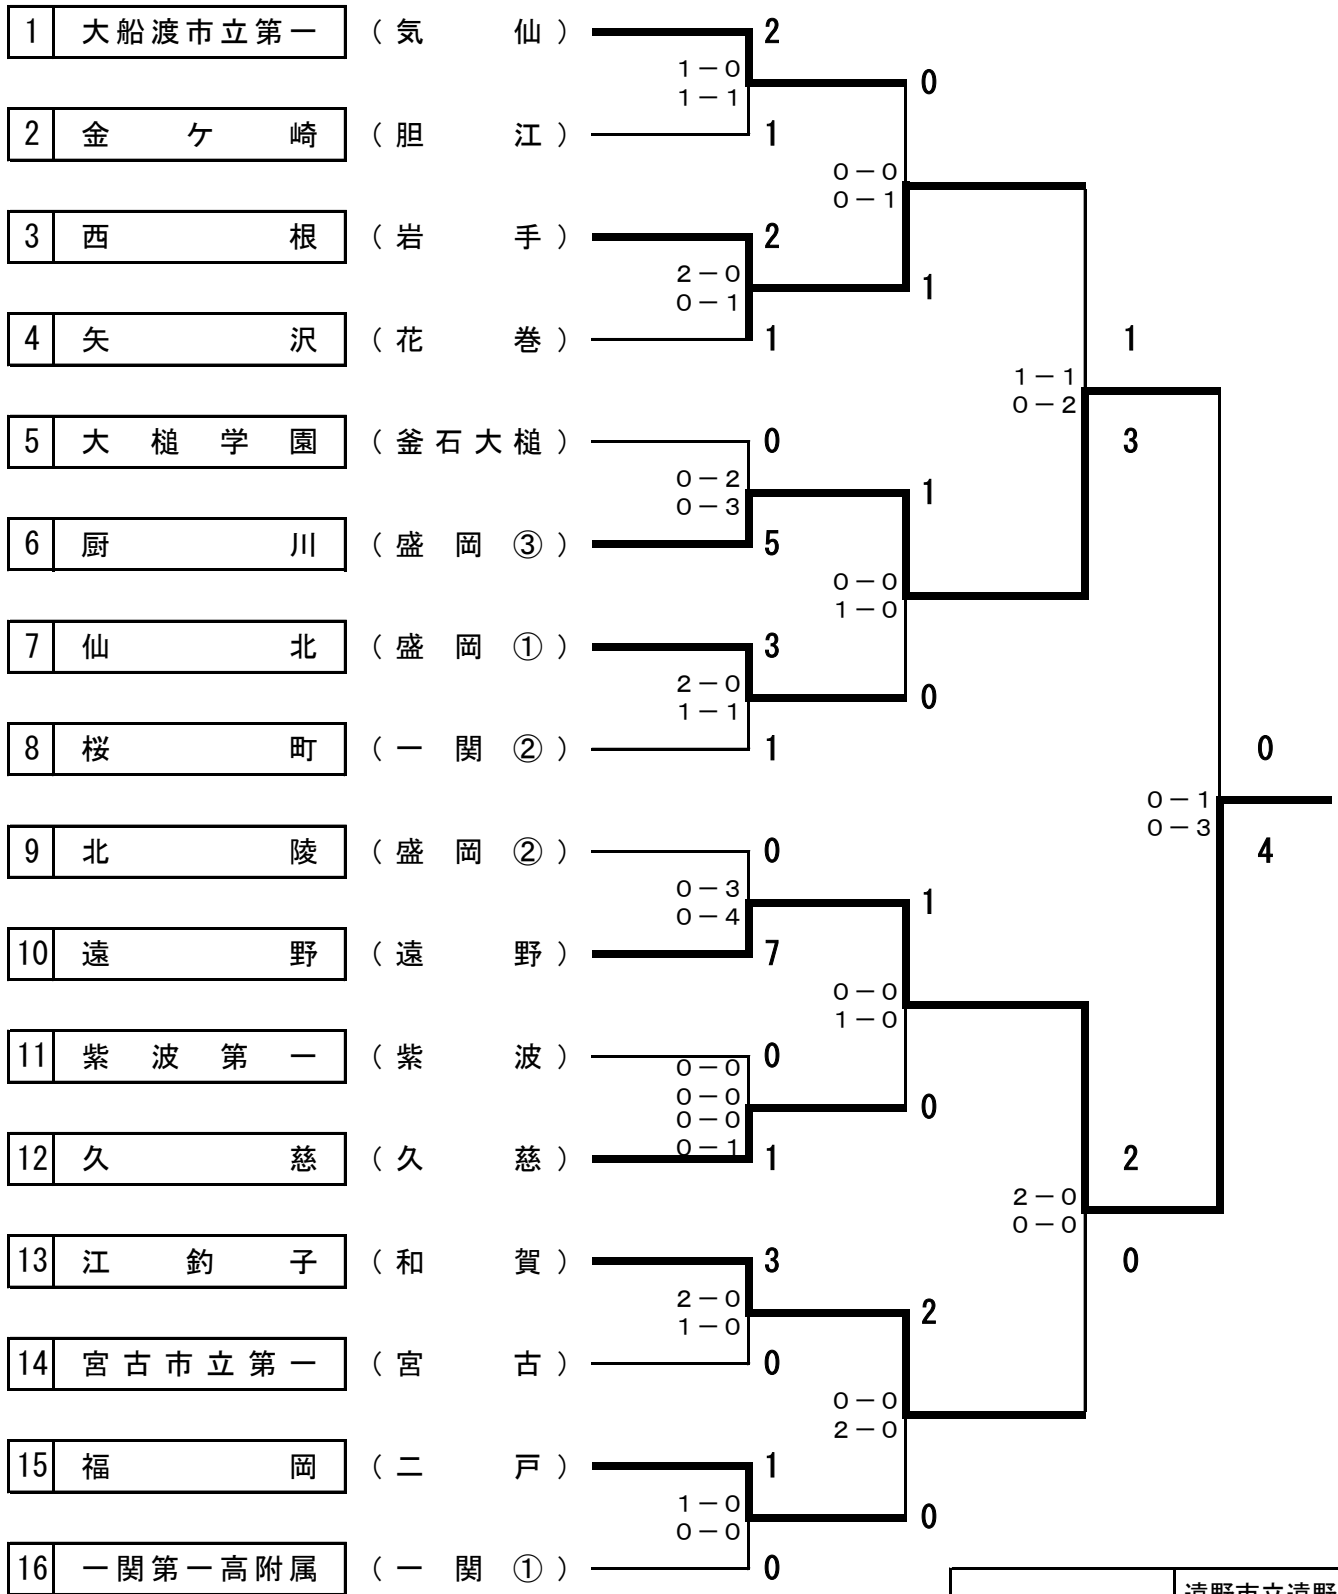 1 大船渡市立第一 （気仙） 2
1－0
1－1
0
2 金ケ崎 （胆江） 1
0－0
0－1
3 西根 （岩手） 2
2－0
0－1
1
4 矢沢 （花巻） 1
1
1－1
0－2
3
5 大槌学園 （釜石大槌） 0
0－2
0－3
1
6 厨川 （盛岡③） 5
0－0
1－0
7 仙北 （盛岡①） 3
2－0
1－1
0
8 桜町 （一関②） 1
0
0－1
0－3
4
9 北陵 （盛岡②） 0
0－3
0－4
1
10 遠野 （遠野） 7
0－0
1－0
11 紫波第一 （紫波） 0
0－0
0－0
0－0
0－1
0
12 久慈 （久慈） 1
2
2－0
0－0
0
13 江釣子 （和賀） 3
2－0
1－0
2
14 宮古市立第一 （宮古） 0
0－0
2－0
15 福岡 （二戸） 1
1－0
0－0
0
16 一関第一高附属 （一関①） 0
遠野市立遠野